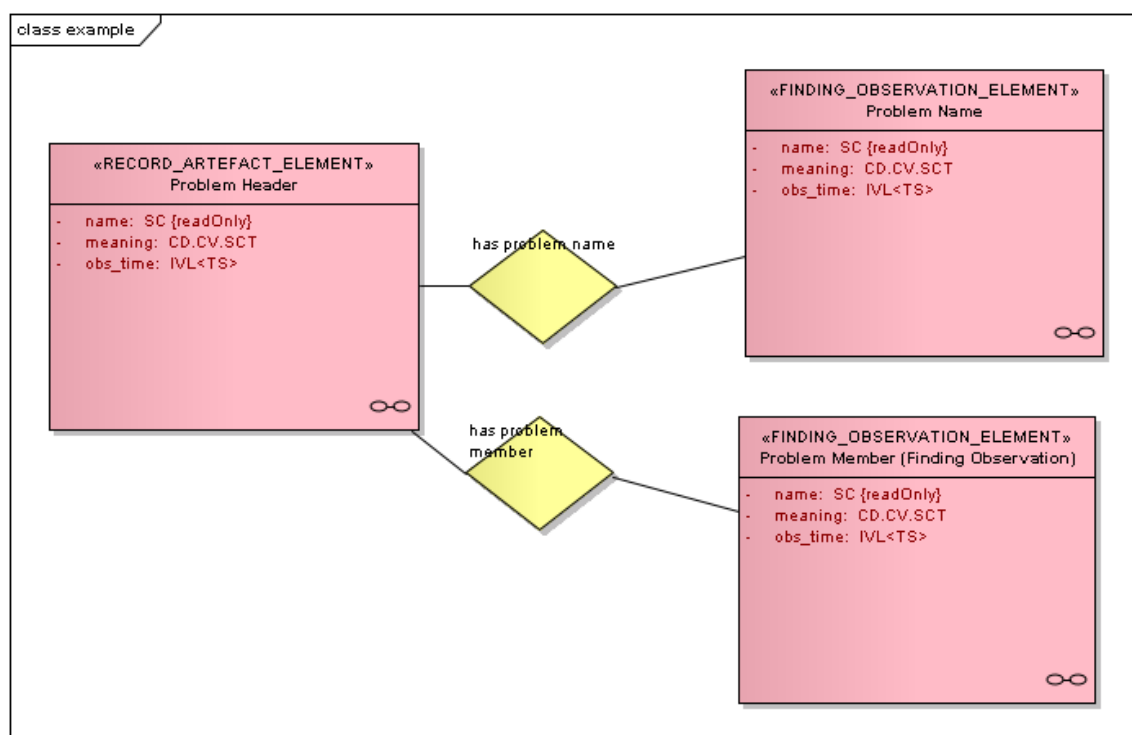 class example
«RECORD_ARTEFACT_ELEMENT»
Problem Header
- name: SC {readOnly}
- meaning: CD.CV.SCT
- obs_time: IVL<TS>
has problem name
«FINDING_OBSERVATION_ELEMENT»
Problem Name
- name: SC {readOnly}
- meaning: CD.CV.SCT
- obs_time: IVL<TS>
has problem
member
«FINDING_OBSERVATION_ELEMENT»
Problem Member (Finding Observation)
- name: SC {readOnly}
- meaning: CD.CV.SCT
- obs_time: IVL<TS>